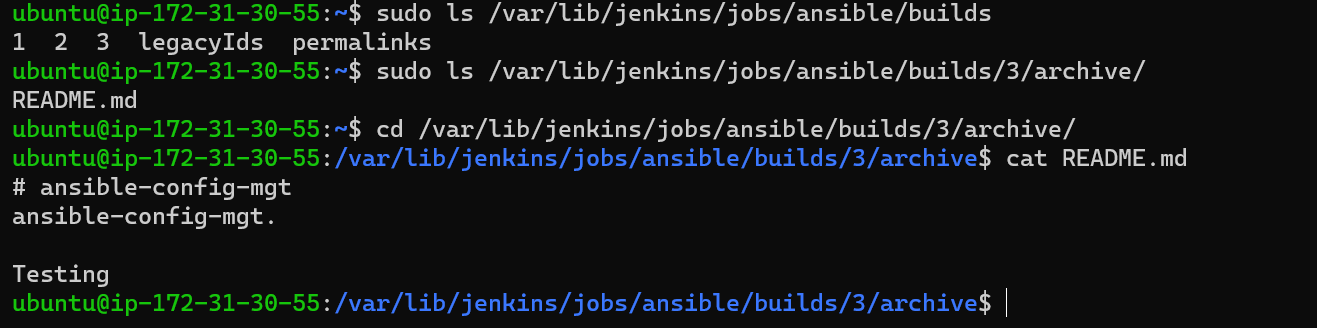 ubuntu@ip-172-31-30-55:~$ sudo ls /var/lib/jenkins/jobs/ansible/builds
1  2  3  legacyIds  permalinks
ubuntu@ip-172-31-30-55:~$ sudo ls /var/lib/jenkins/jobs/ansible/builds/3/archive/
README.md
ubuntu@ip-172-31-30-55:~$ cd /var/lib/jenkins/jobs/ansible/builds/3/archive/
ubuntu@ip-172-31-30-55:/var/lib/jenkins/jobs/ansible/builds/3/archive$ cat README.md
# ansible-config-mgt
ansible-config-mgt.

Testing
ubuntu@ip-172-31-30-55:/var/lib/jenkins/jobs/ansible/builds/3/archive$